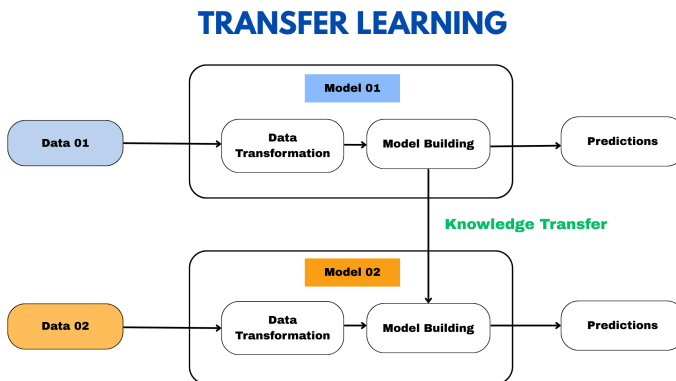 TRANSFER LEARNING
Model 01
Data 01
Data
Transformation
Model Building
Predictions
Knowledge Transfer
Model 02
Data 02
Data
Transformation
Model Building
Predictions